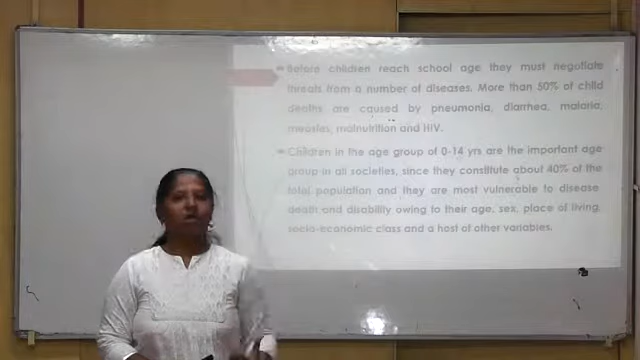 Before children reach school age they must negotiate
threats from a number of diseases. More than 50% of child
deaths are caused by pneumonia, diarrhea, malaria,
measles, malnutrition and HIV.
Children in the age group of 0-14 yrs are the important age
group in all societies, since they constitute about 40% of the
total population and they are most vulnerable to disease
death and disability owing to their age, sex, place of living,
socio-economic class and a host of other variables.